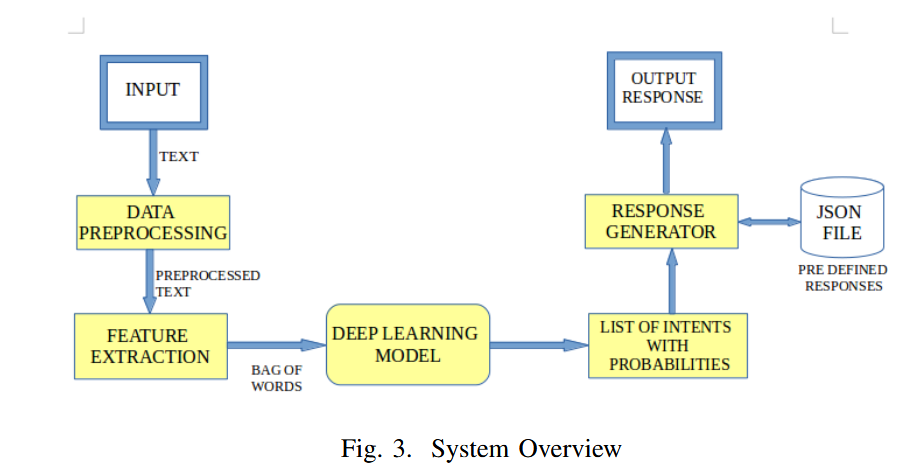 INPUT
TEXT
DATA
PREPROCESSING
PREPROCESSED
TEXT
FEATURE
EXTRACTION
BAG OF
WORDS
DEEP LEARNING
MODEL
LIST OF INTENTS
WITH
PROBABILITIES
RESPONSE
GENERATOR
JSON
FILE
PRE DEFINED
RESPONSES
OUTPUT
RESPONSE
Fig. 3. System Overview